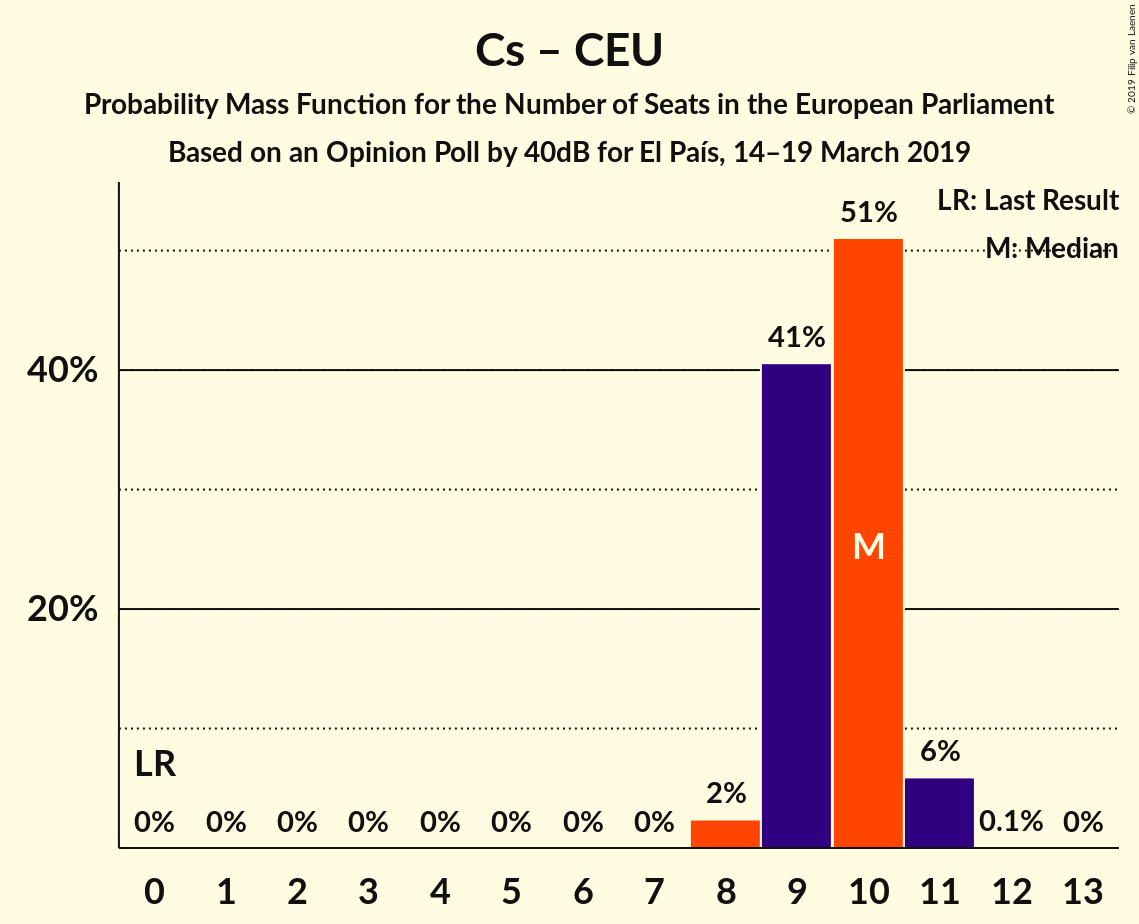 Cs – CEU
Probability Mass Function for the Number of Seats in the European Parliament
Based on an Opinion Poll by 40dB for El País, 14–19 March 2019
© 2019 Filip van Laenen
LR: Last Result
M: Median
51%
41%
40%
M
20%
LR
6%
2%
0% 0% 0% 0% 0% 0% 0% 0% 0.1% 0%
0 1 2 3 4 5 6 7 8 9 10 11 12 13